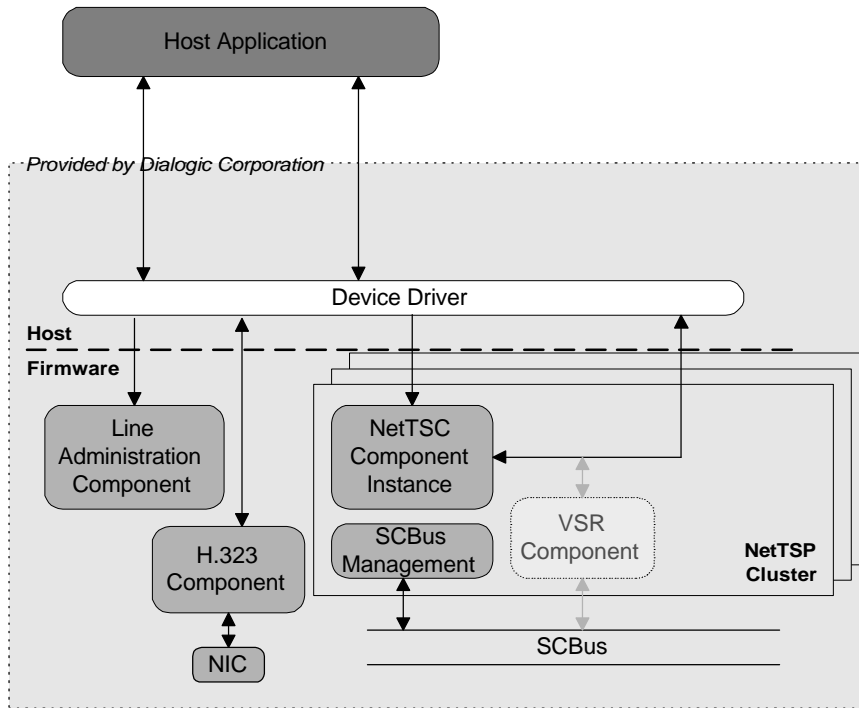 Host Application
Provided by Dialogic Corporation
Device Driver
Host
Firmware
Line
Administration
Component
NetTSC
Component
Instance
VSR
Component
SCBus
Management
H.323
Component
NetTSP
Cluster
NIC
SCBus